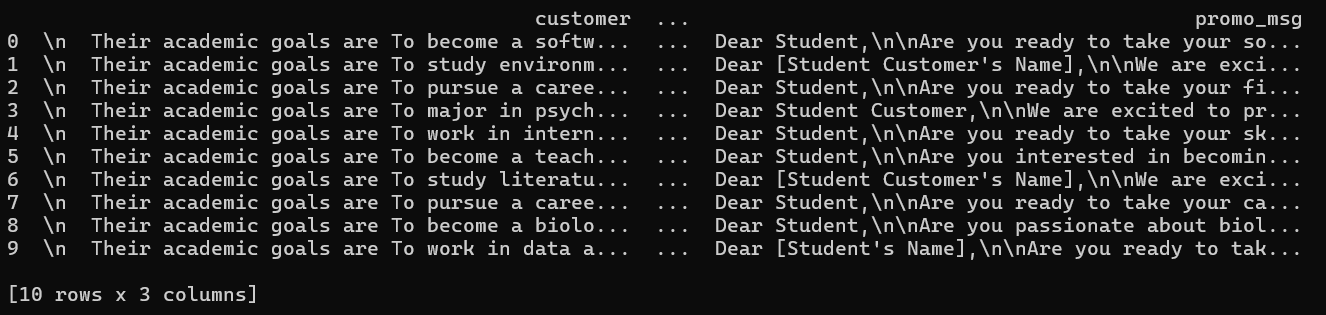 customer ... promo_msg
0 \n Their academic goals are To become a softw... ... Dear Student,\n\nAre you ready to take your so...
1 \n Their academic goals are To study environm... ... Dear [Student Customer's Name],\n\nWe are exci...
2 \n Their academic goals are To pursue a caree... ... Dear Student,\n\nAre you ready to take your fi...
3 \n Their academic goals are To major in psych... ... Dear Student Customer,\n\nWe are excited to pr...
4 \n Their academic goals are To work in intern... ... Dear Student,\n\nAre you ready to take your sk...
5 \n Their academic goals are To become a teach... ... Dear Student,\n\nAre you interested in becomin...
6 \n Their academic goals are To study literatu... ... Dear [Student Customer's Name],\n\nWe are exci...
7 \n Their academic goals are To pursue a caree... ... Dear Student,\n\nAre you ready to take your ca...
8 \n Their academic goals are To become a biolo... ... Dear Student,\n\nAre you passionate about biol...
9 \n Their academic goals are To work in data a... ... Dear [Student's Name],\n\nAre you ready to tak...
[10 rows x 3 columns]